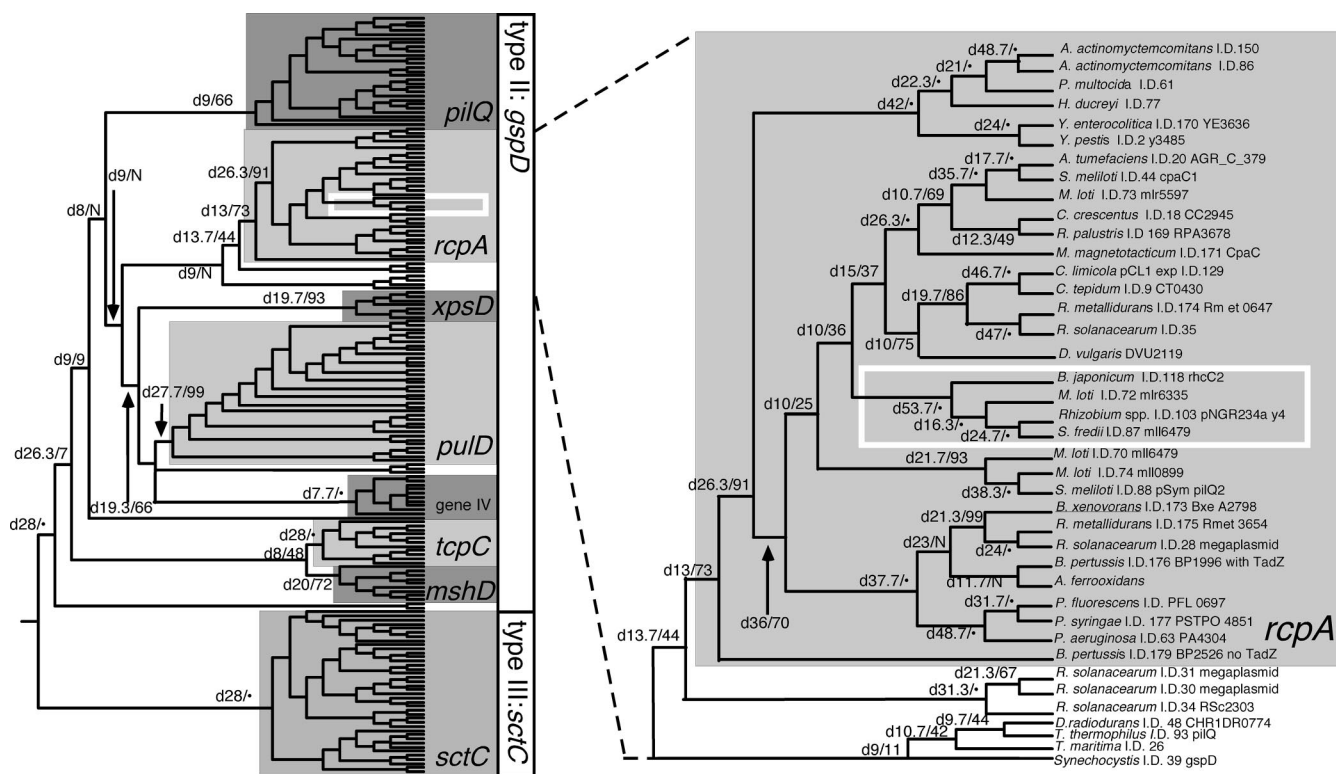 d9/66
pilQ
d9/N
d8/N
d26.3/91
d13/73
d13.7/44
rcpA
d9/N
d19.7/93
xpsD
d9/9
d27.7/99
pulD
d26.3/7
d19.3/66
d7.7/•
gene IV
d28/•
d28/•
tcpC
d8/48
d20/72
mshD
d28/•
sctC
type II: gspD
type III:sctC
d48.7/•
A. actinomyctemcomitans I.D.150
d21/•
A. actinomyctemcomitans I.D.86
d22.3/•
P. multocida I.D.61
d42/•
H. ducreyi I.D.77
d24/•
Y. enterocolitica I.D.170 YE3636
Y. pestis I.D.2 y3485
d17.7/•
A. tumefaciens I.D.20 AGR_C_379
d35.7/•
S. meliloti I.D.44 cpaC1
d10.7/69
M. loti I.D.73 mlr5597
d26.3/•
C. crescentus I.D.18 CC2945
d12.3/49
R. palustris I.D 169 RPA3678
M. magnetotacticum I.D.171 CpaC
d15/37
d46.7/•
C. limicola pCL1 exp I.D.129
d19.7/86
C. tepidum I.D.9 CT0430
R. metallidurans I.D.174 Rm et 0647
d10/36
d47/•
R. solanacearum I.D.35
d10/75
D. vulgaris DVU2119
B. japonicum I.D.118 rhcC2
d53.7/•
M. loti I.D.72 mlr6335
d10/25
d16.3/•
Rhizobium spp. I.D.103 pNGR234a y4
d24.7/•
S. fredii I.D.87 mll6479
d21.7/93
M. loti I.D.70 mll6479
M. loti I.D.74 mll0899
d26.3/91
d38.3/•
S. meliloti I.D.88 pSym pilQ2
d21.3/99
B. xenovorans I.D.173 Bxe A2798
R. metallidurans I.D.175 Rmet 3654
d23/N
d24/•
R. solanacearum I.D.28 megaplasmid
d13/73
d37.7/•
B. pertussis I.D.176 BP1996 with TadZ
d11.7/N
A. ferrooxidans
d36/70
d31.7/•
P. fluorescens I.D. PFL 0697
P. syringae I.D. 177 PSTPO 4851
d13.7/44
d48.7/•
P. aeruginosa I.D.63 PA4304
rcpA
B. pertussis I.D.179 BP2526 no TadZ
d21.3/67
R. solanacearum I.D.31 megaplasmid
d31.3/•
R. solanacearum I.D.30 megaplasmid
R. solanacearum I.D.34 RSc2303
d9.7/44
D.radiodurans I.D. 48 CHR1DR0774
d10.7/42
T. thermophilus I.D. 93 pilQ
d9/11
T. maritima I.D. 26
Synechocystis I.D. 39 gspD